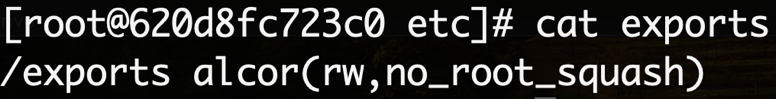 [root@620d8fc723c0 etc]# cat exports
/exports alcor(rw,no_root_squash)